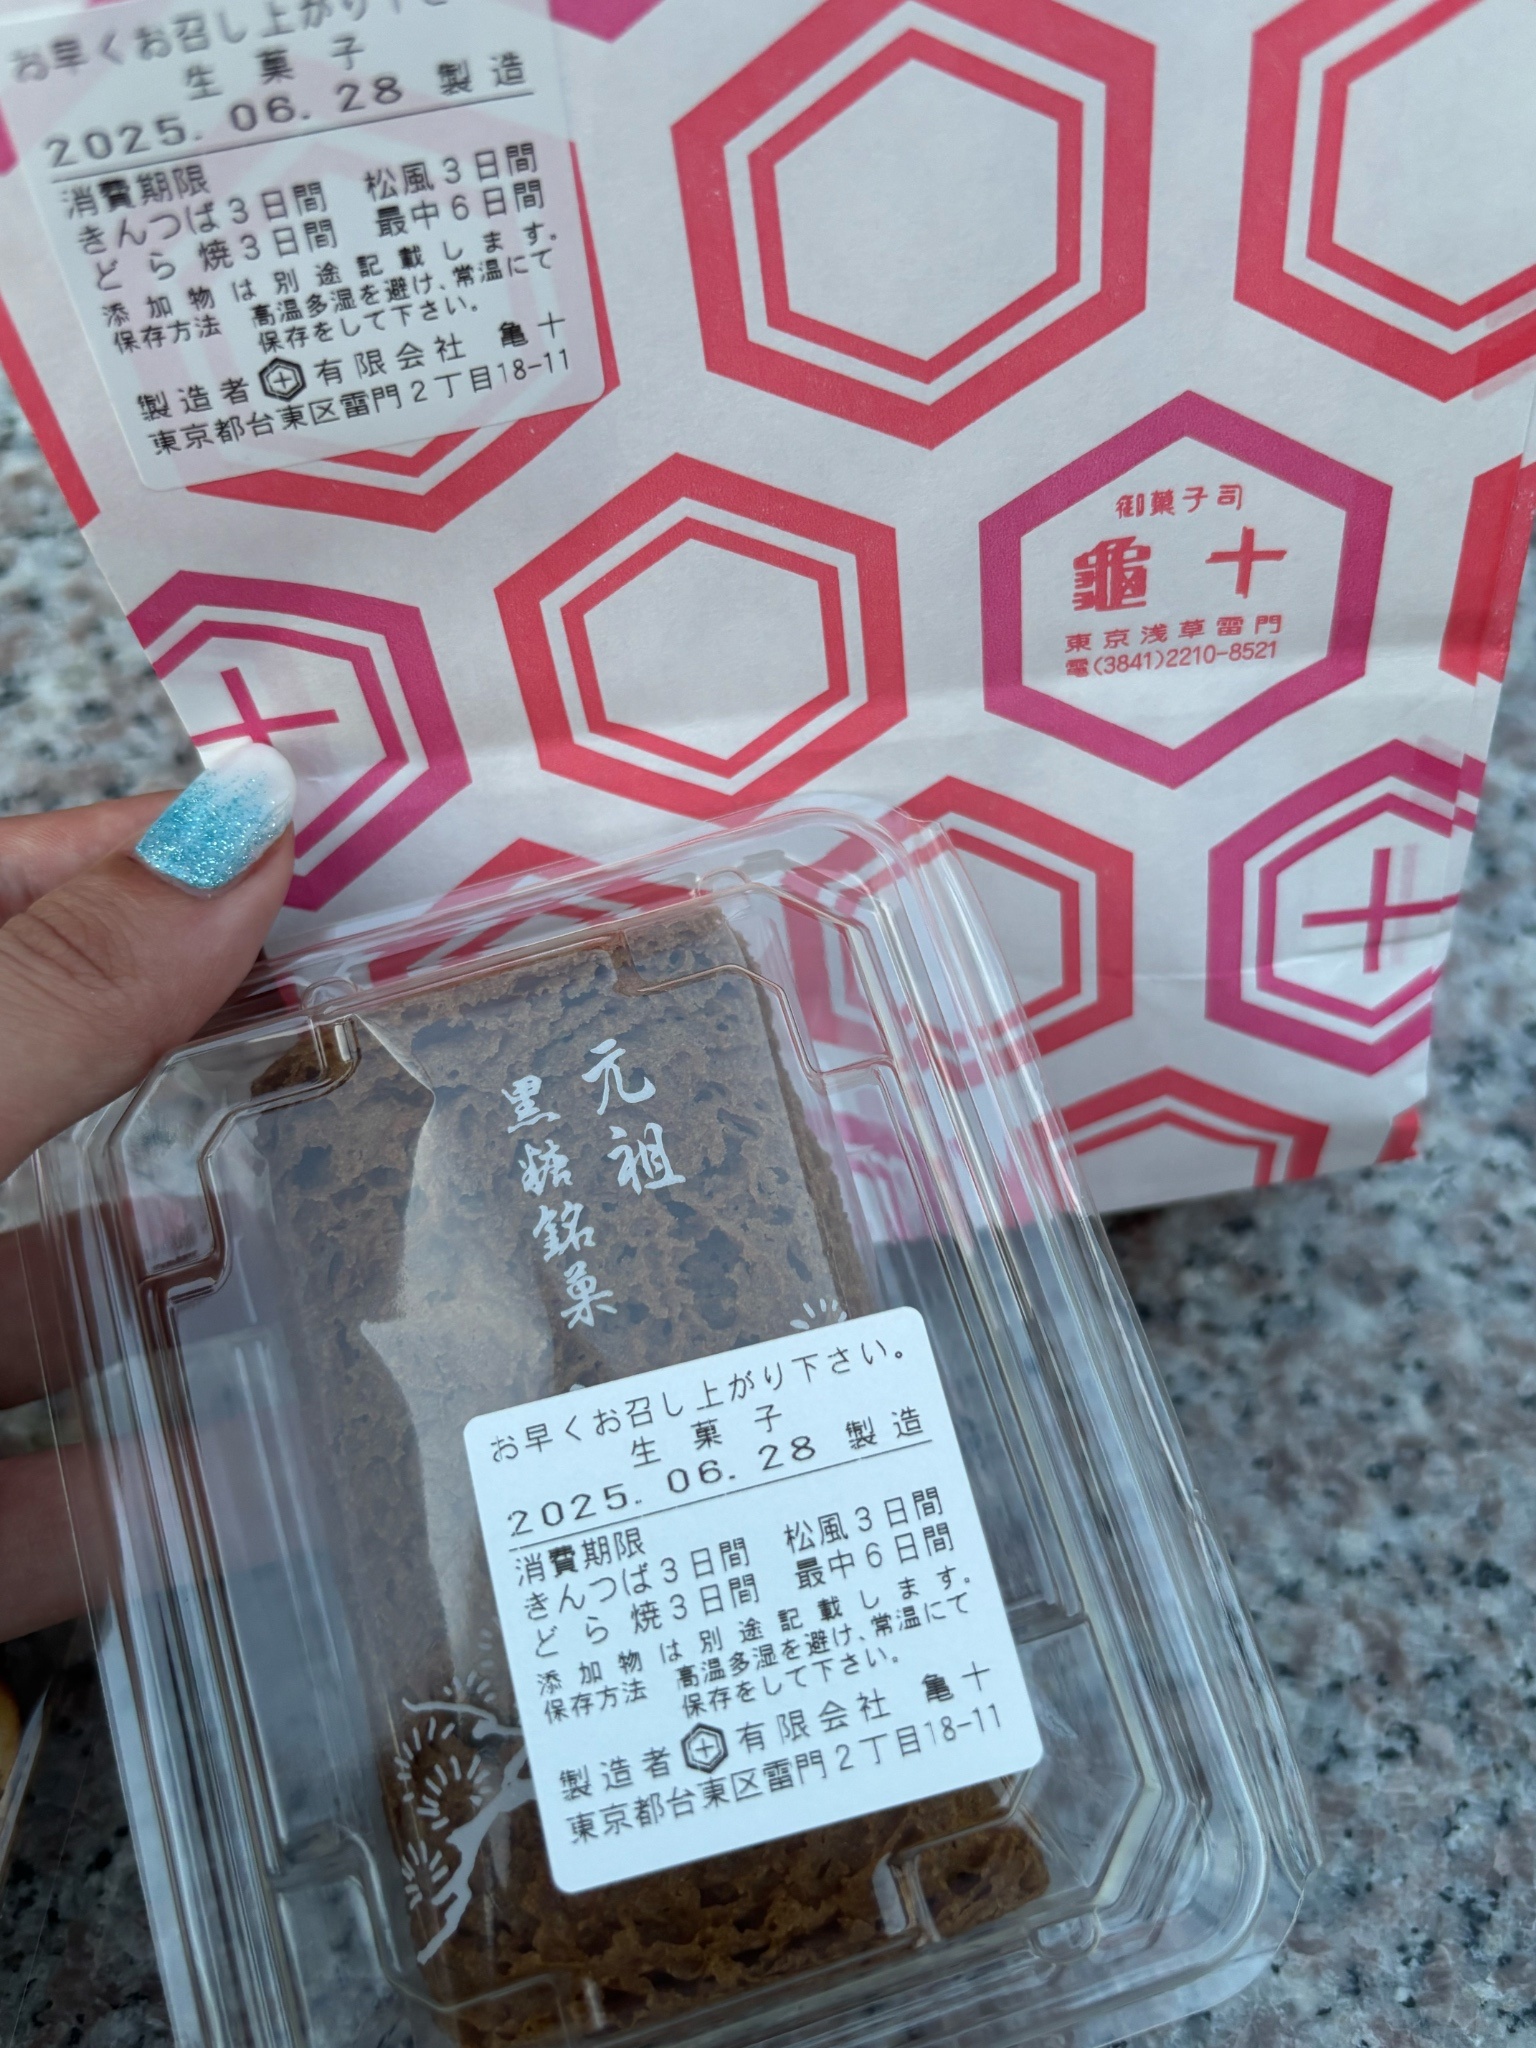 お早くお召し上がり下さ
生菓子
2025.06.28 製造
消費期限
きんつば3日間 松風3日間
どら焼3日間 最中6日間
添加物は別途記載します。
保存方法 高温多湿を避け、常温にて
保存をして下さい。
製造者 有限会社 亀十
東京都台東区雷門2丁目18-11
御菓子司
龜十
東京浅草雷門
電(3841)2210-8521
元祖
黒糖銘菓
お早くお召し上がり下さい。
生菓子
2025.06.28 製造
消費期限
きんつば3日間 松風3日間
どら焼3日間 最中6日間
添加物は別途記載します。
保存方法 高温多湿を避け、常温にて
保存をして下さい。
製造者 有限会社 亀十
東京都台東区雷門2丁目18-11